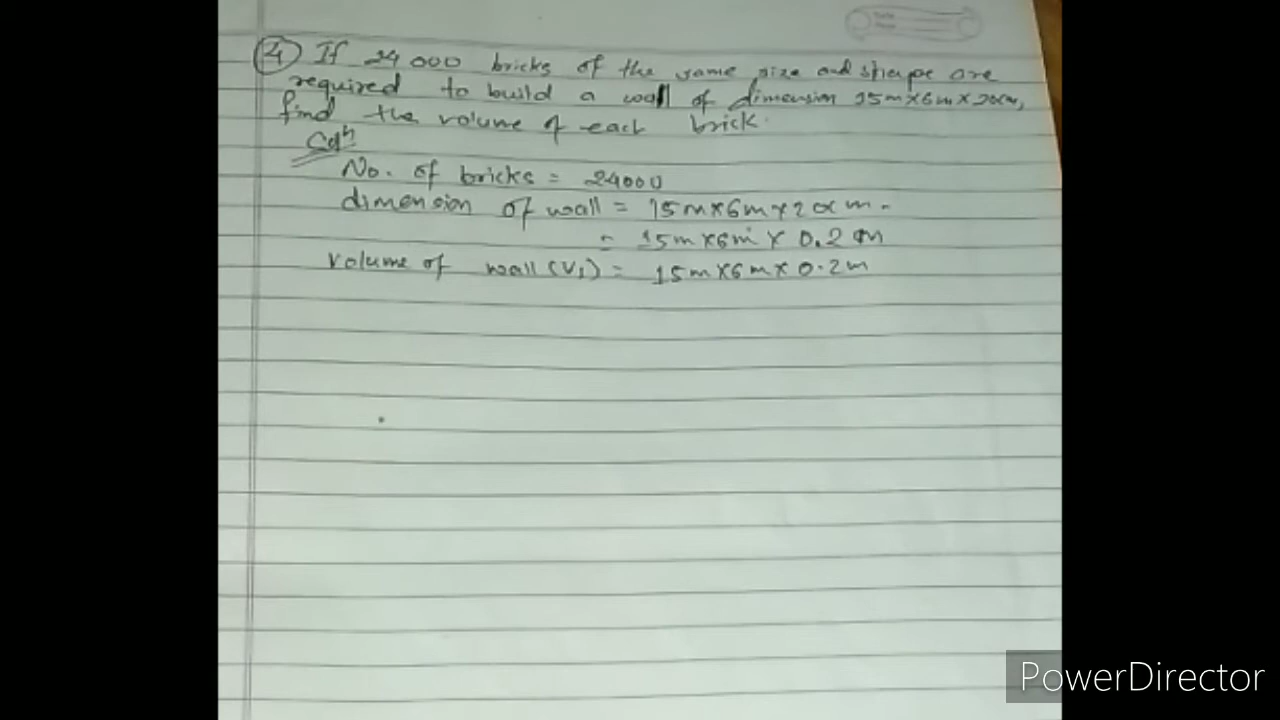 ④ If 24000 bricks of the same size and shape are
required to build a wall of dimension 15m×6m×20cm,
find the volume of each brick.
Solⁿ
No. of bricks = 24000
dimension of wall = 15m×6m×20cm.
= 15m×6m × 0.2m
volume of wall (V₁) = 15m×6m×0.2m
PowerDirector